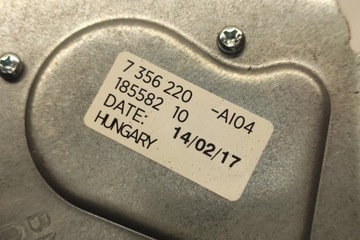 7 356 220 -AI04
185582 10
DATE: 14/02/17
HUNGARY